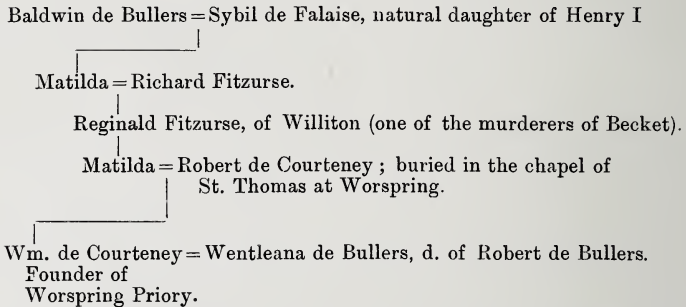 Baldwin de Bullers = Sybil de Falaise, natural daughter of Henry I
Matilda = Richard Fitzurse.
Reginald Fitzurse, of Williton (one of the murderers of Becket).
Matilda = Robert de Courteney ; buried in the chapel of
St. Thomas at Worspring.
Wm. de Courteney = Wentleana de Bullers, d. of Robert de Bullers.
Founder of
Worspring Priory.